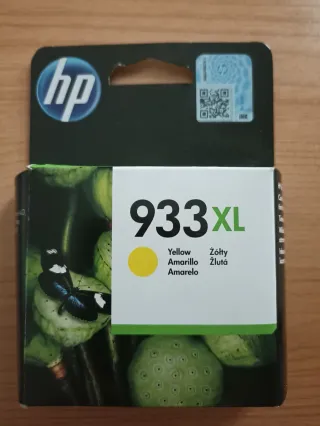 hp
933XL
Yellow Żółty
Amarillo Žlutá
Amarelo